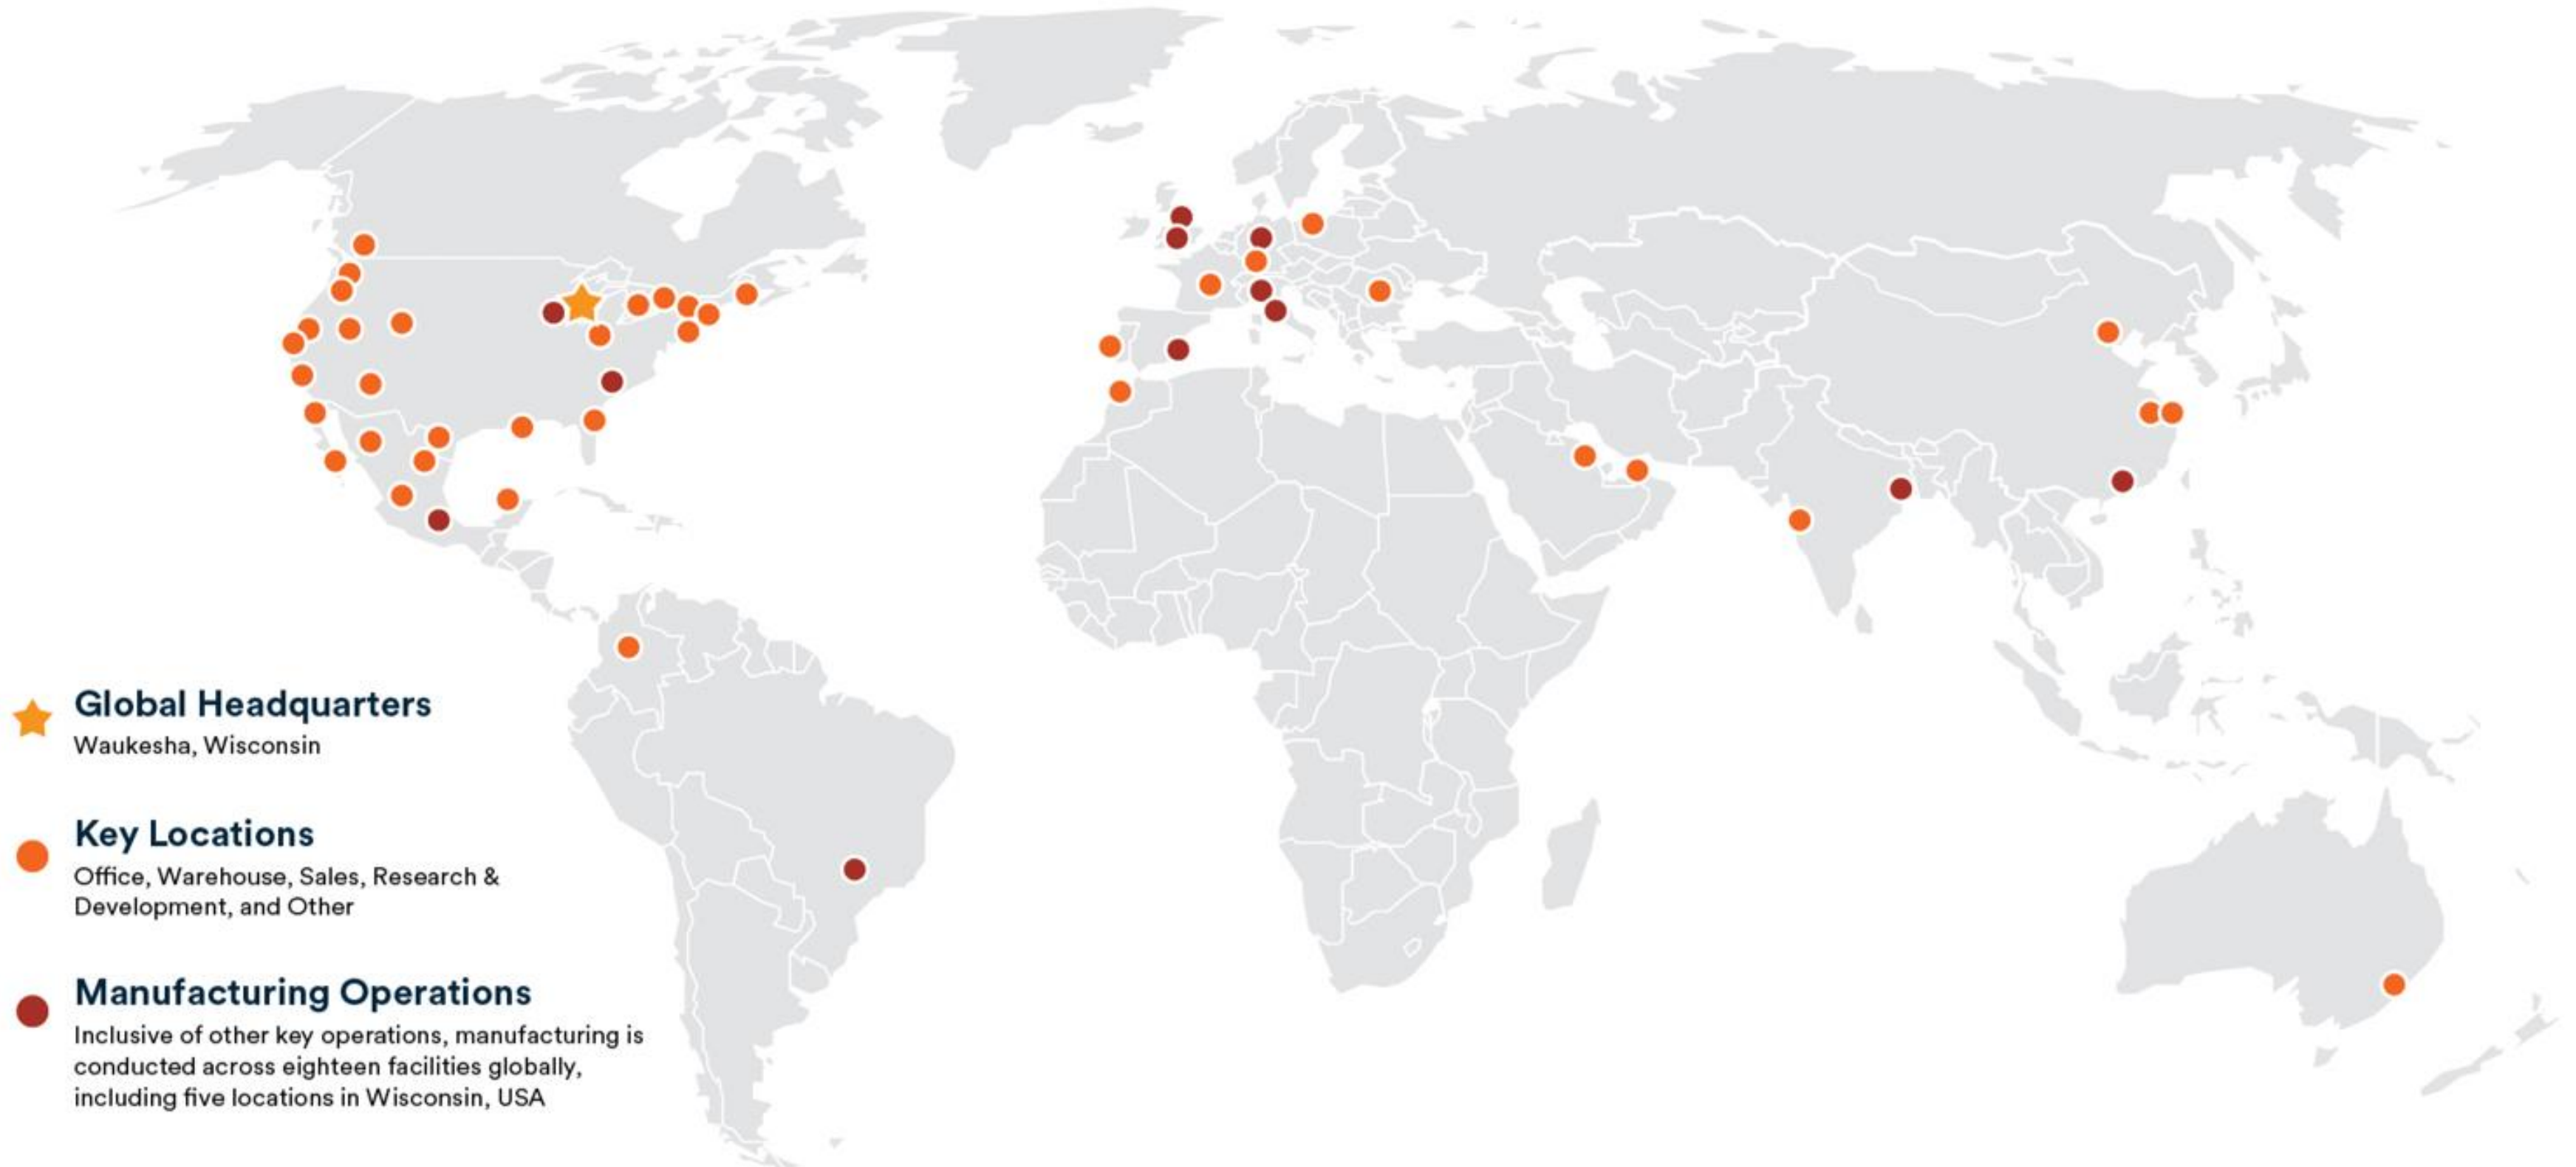 Global Headquarters
Waukesha, Wisconsin
Key Locations
Office, Warehouse, Sales, Research &
Development, and Other
Manufacturing Operations
Inclusive of other key operations, manufacturing is
conducted across eighteen facilities globally,
including five locations in Wisconsin, USA